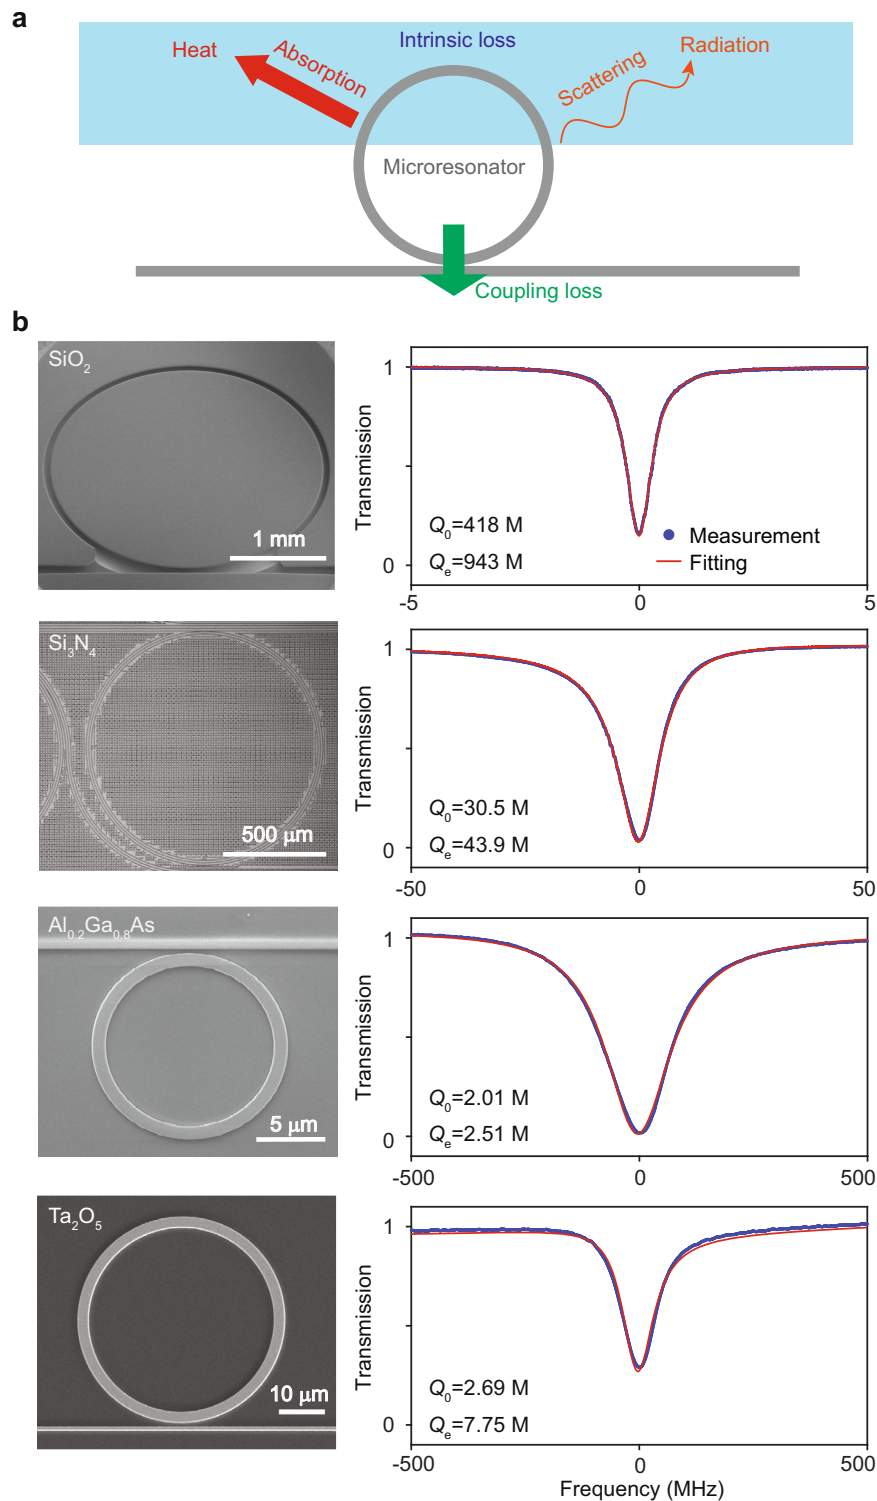 a
Intrinsic loss
Heat
Absorption
Scattering
Radiation
Microresonator
Coupling loss
b
SiO₂
1 mm
Transmission
1
0
Q₀=418 M
Qₑ=943 M
Measurement
Fitting
-5
0
5
Si₃N₄
500 μm
Transmission
1
0
Q₀=30.5 M
Qₑ=43.9 M
-50
0
50
Al₀.₂Ga₀.₈As
5 μm
Transmission
1
0
Q₀=2.01 M
Qₑ=2.51 M
-500
0
500
Ta₂O₅
10 μm
Transmission
1
0
Q₀=2.69 M
Qₑ=7.75 M
-500
0
500
Frequency (MHz)